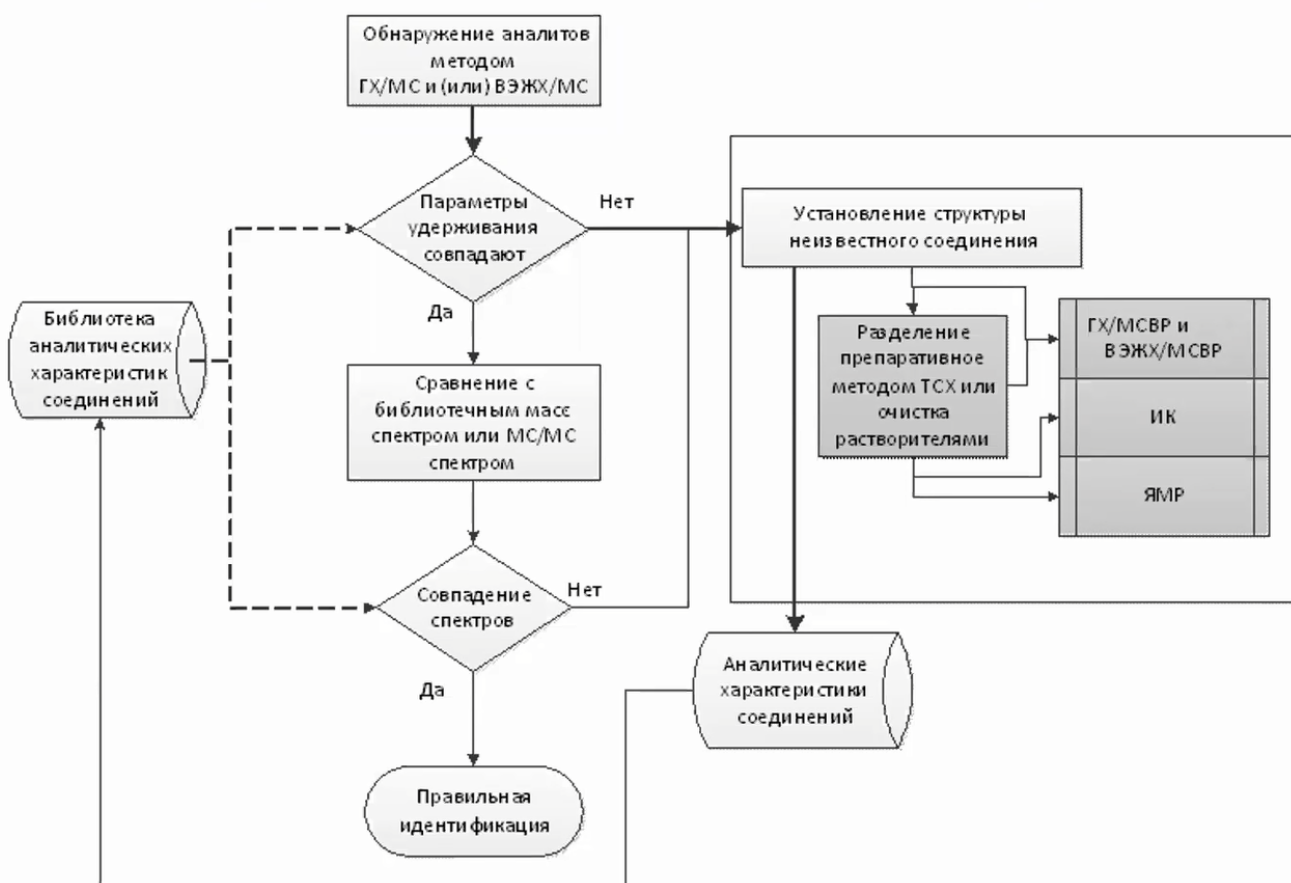 Обнаружение аналитов
методом
ГХ/МС и (или) ВЭЖХ/МС
Параметры
удерживания
совпадают
Нет
Да
Библиотека
аналитических
характеристик
соединений
Сравнение с
библиотечным масс
спектром или МС/МС
спектром
Совпадение
спектров
Нет
Да
Правильная
идентификация
Установление структуры
неизвестного соединения
Разделение
препаративное
методом ТСХ или
очистка
растворителями
ГХ/МСВР и
ВЭЖХ/МСВР
ИК
ЯМР
Аналитические
характеристики
соединений